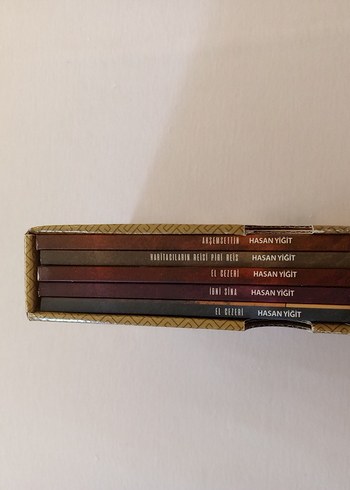 AKŞEMSETTİN HASAN YİĞİT
HARİTACILARIN REİSİ PİRİ REİS HASAN YİĞİT
EL CEZERİ HASAN YİĞİT
İBNİ SİNA HASAN YİĞİT
EL CEZERİ HASAN YİĞİT